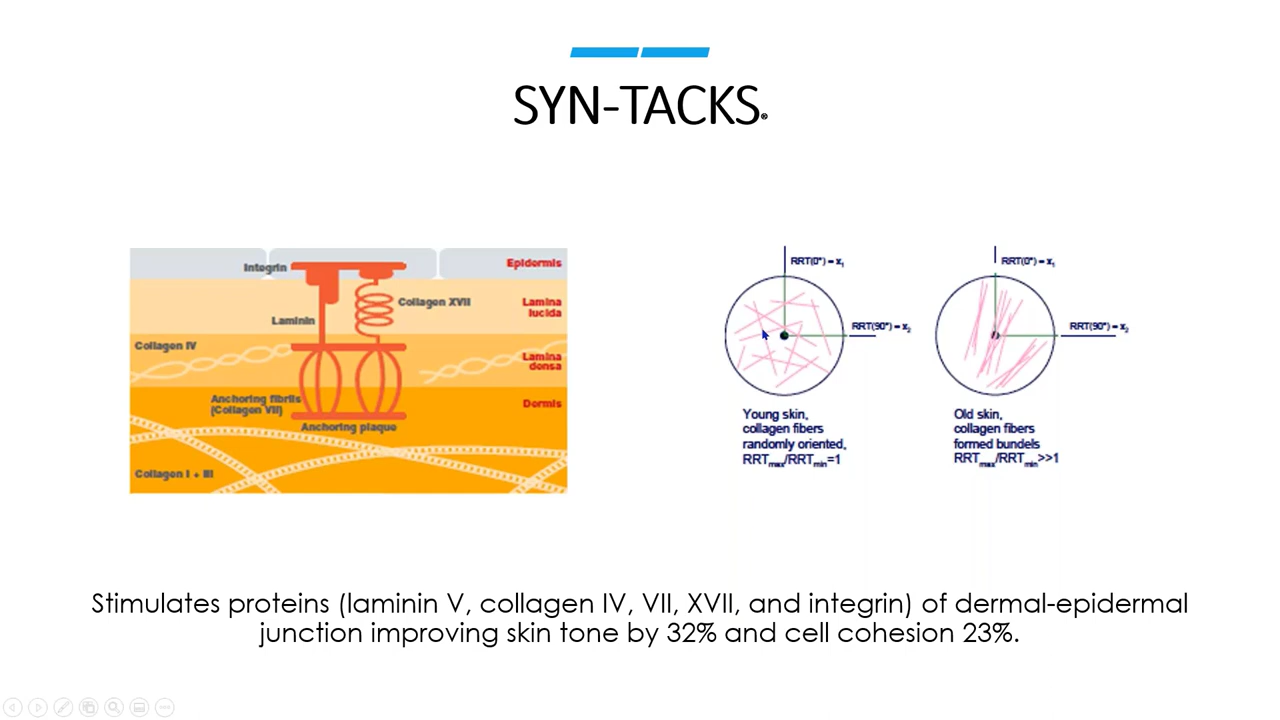 SYN-TACKS®
Integrin
Epidermis
Collagen XVII
Lamina
lucida
Laminin
Collagen IV
Lamina
densa
Anchoring fibrils
(Collagen VII)
Dermis
Anchoring plaque
Collagen I + III
RRT(0°) = x₁
RRT(90°) = x₂
Young skin,
collagen fibers
randomly oriented,
RRTmax/RRTmin=1
RRT(0°) = x₁
RRT(90°) = x₂
Old skin,
collagen fibers
formed bundels
RRTmax/RRTmin>>1
Stimulates proteins (laminin V, collagen IV, VII, XVII, and integrin) of dermal-epidermal
junction improving skin tone by 32% and cell cohesion 23%.